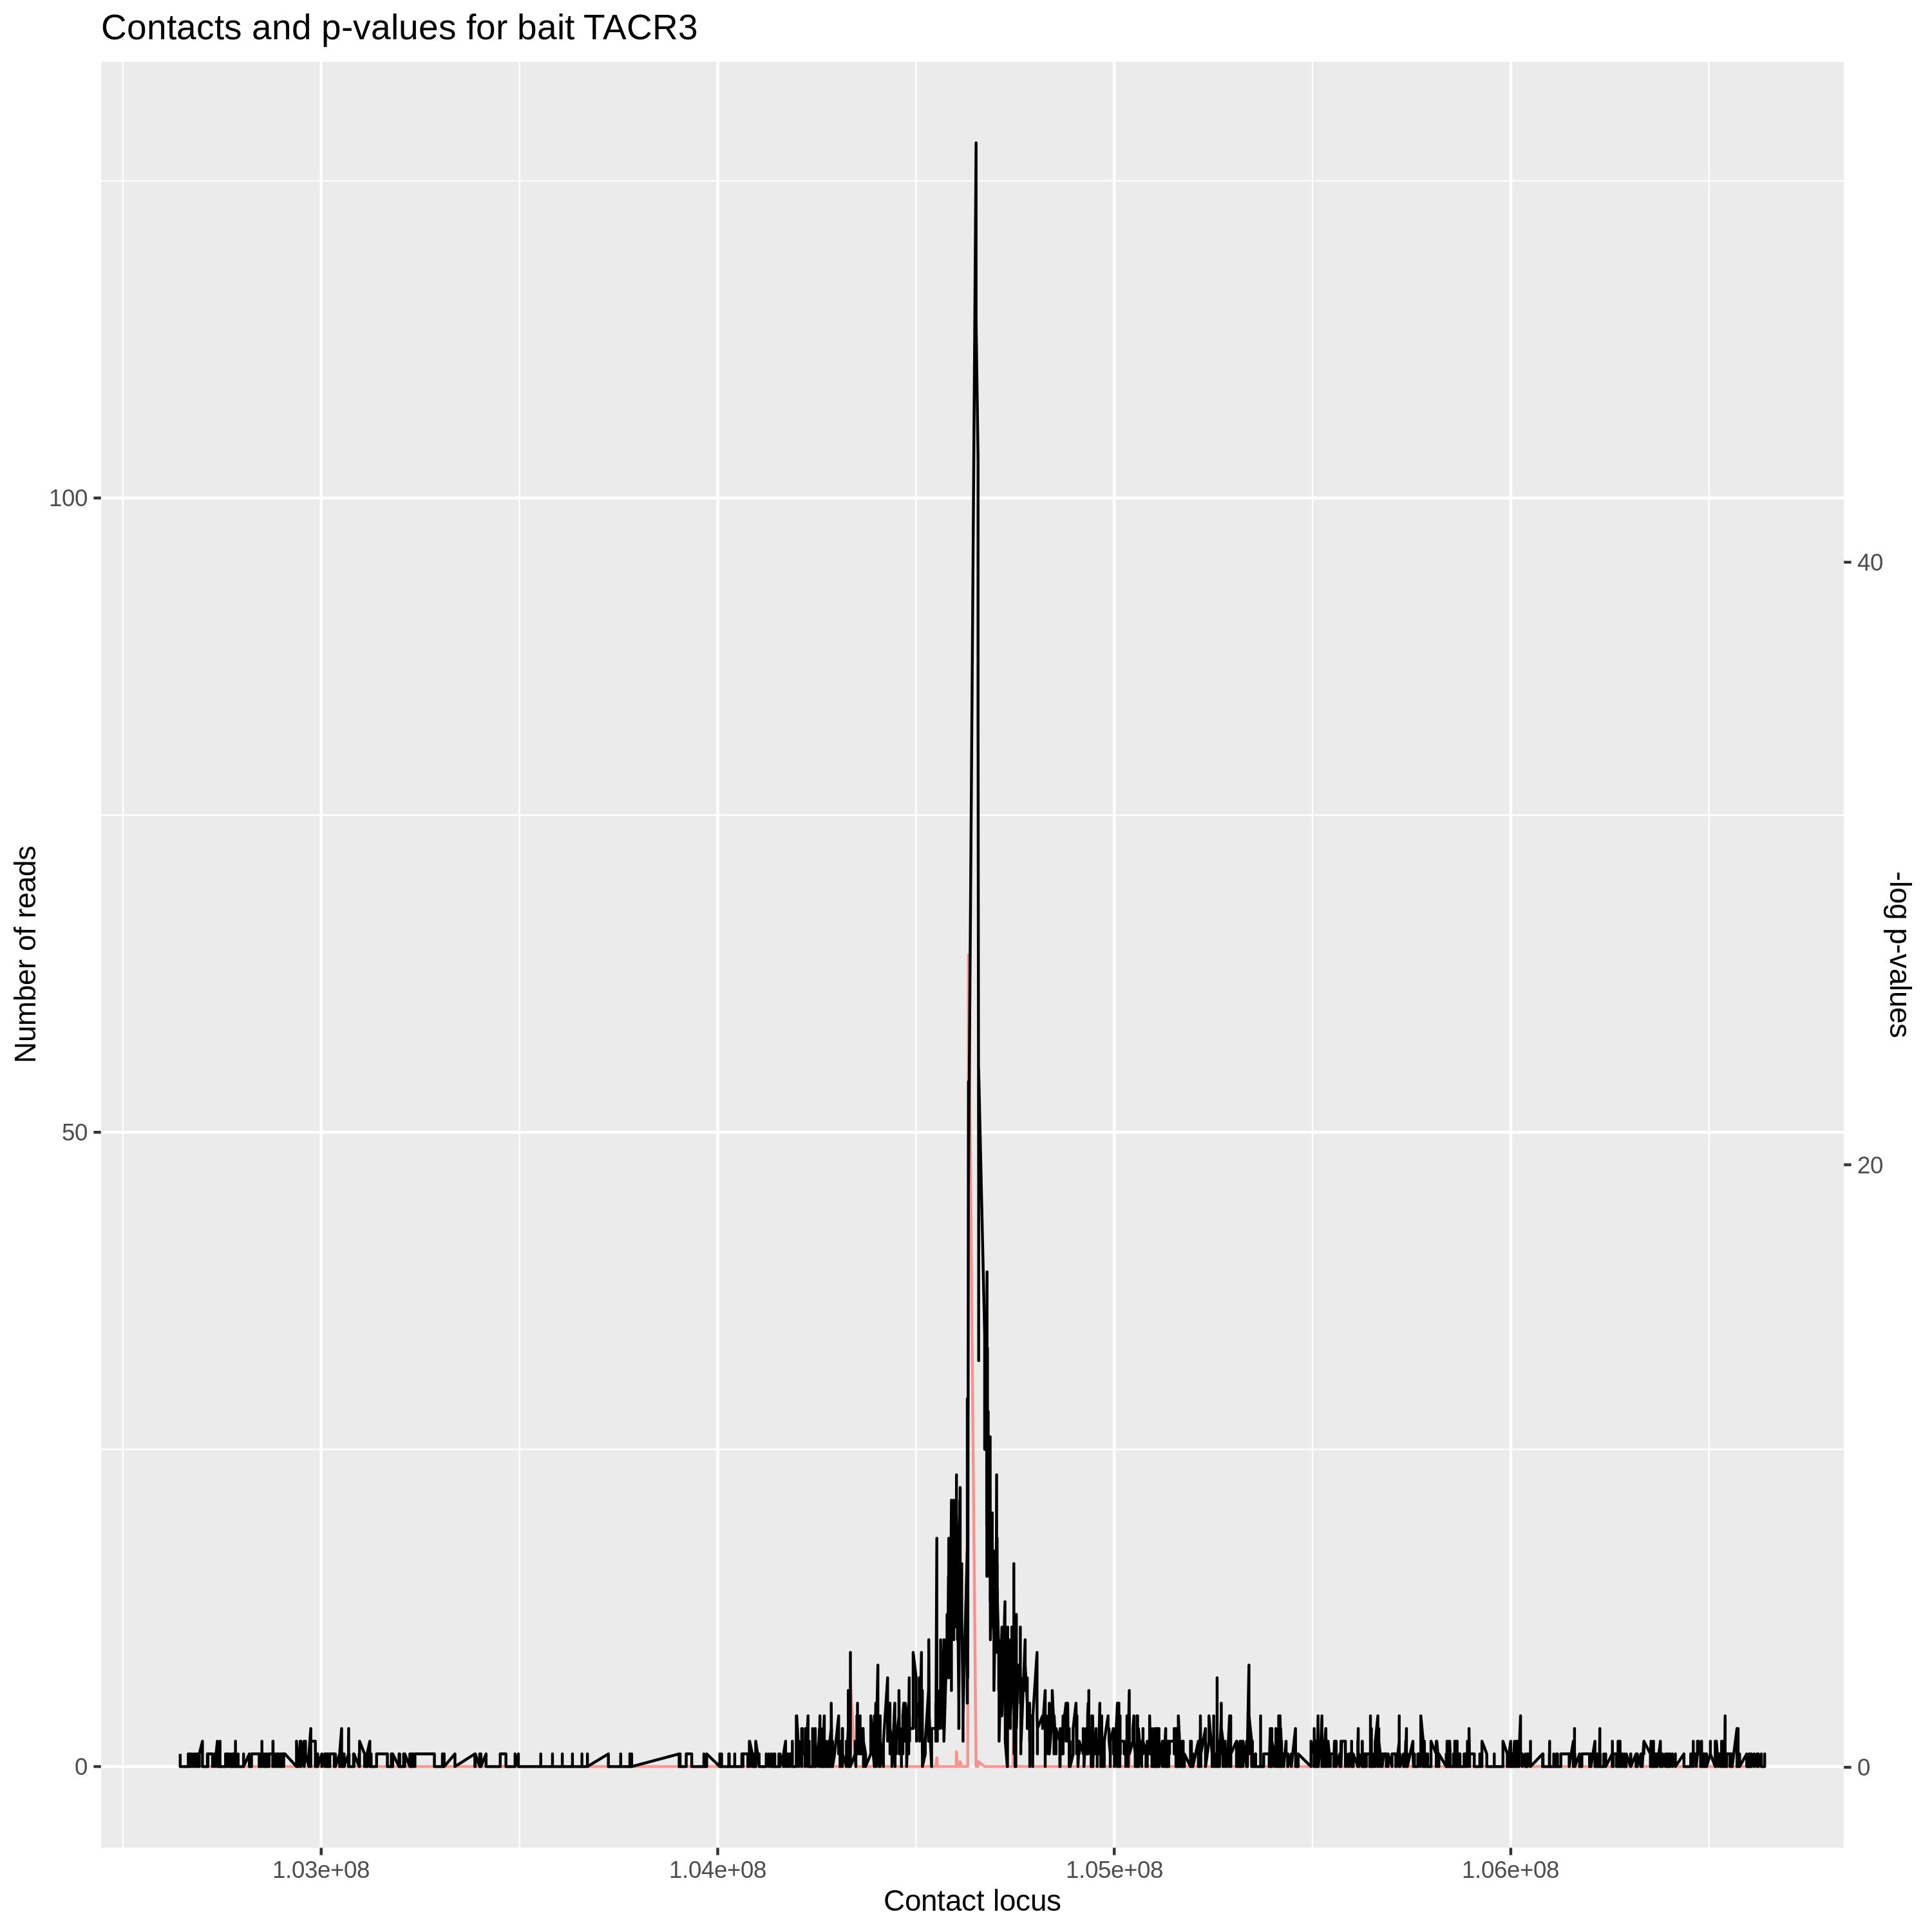 Contacts and p-values for bait TACR3
Number of reads
100
50
0
40
20
0
-log p-values
1.03e+08
1.04e+08
1.05e+08
1.06e+08
Contact locus